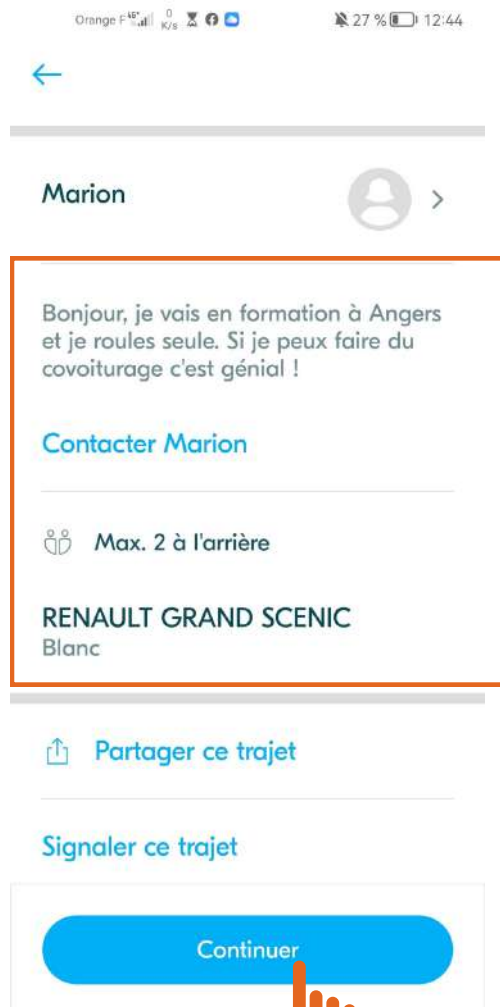 Orange F 46+ 0 K/s 27 % 12:44
Marion
Bonjour, je vais en formation à Angers
et je roules seule. Si je peux faire du
covoiturage c'est génial !
Contacter Marion
Max. 2 à l'arrière
RENAULT GRAND SCENIC
Blanc
Partager ce trajet
Signaler ce trajet
Continuer